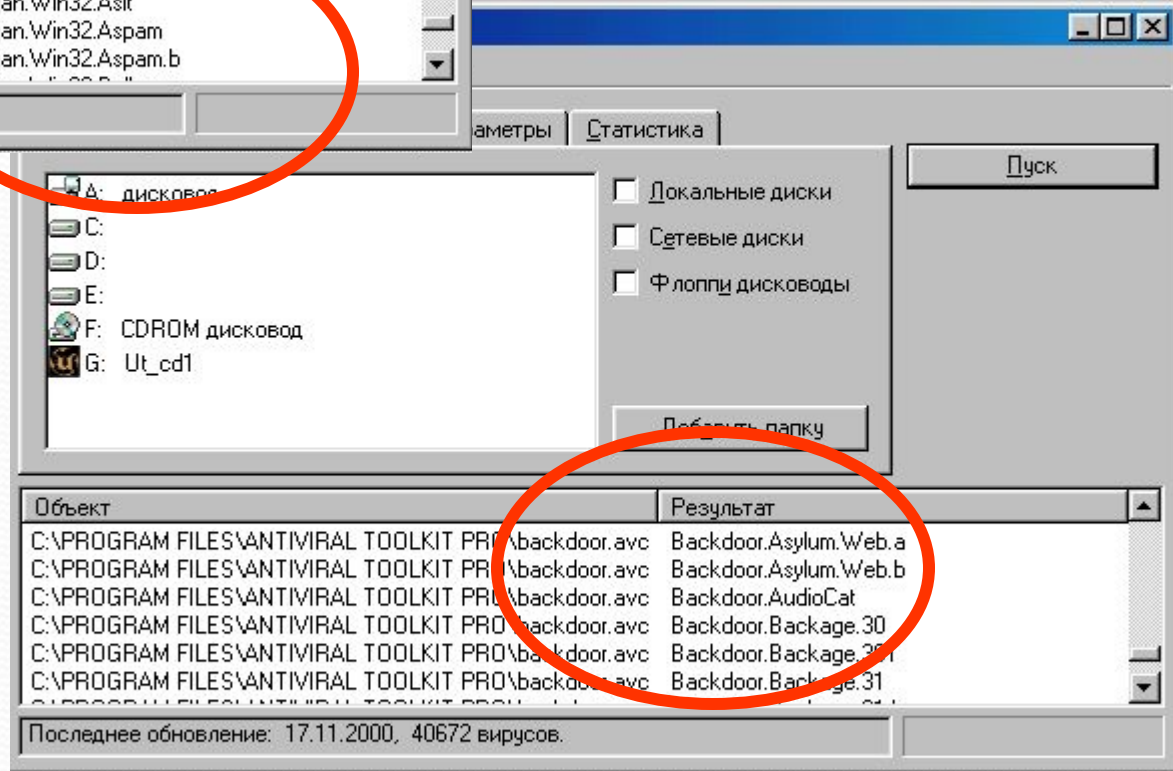 an.Win32.Asit
an.Win32.Aspam
an.Win32.Aspam.b
аметры Статистика
Пуск
A: дисковод
C:
D:
E:
F: CDROM дисковод
G: Ut_cd1
Локальные диски
Сетевые диски
Флоппи дисководы
Добавить папку
Объект Результат
C:\PROGRAM FILES\ANTIVIRAL TOOLKIT PRO\backdoor.avc Backdoor.Asylum.Web.a
C:\PROGRAM FILES\ANTIVIRAL TOOLKIT PRO\backdoor.avc Backdoor.Asylum.Web.b
C:\PROGRAM FILES\ANTIVIRAL TOOLKIT PRO\backdoor.avc Backdoor.AudioCat
C:\PROGRAM FILES\ANTIVIRAL TOOLKIT PRO\backdoor.avc Backdoor.Backage.30
C:\PROGRAM FILES\ANTIVIRAL TOOLKIT PRO\backdoor.avc Backdoor.Backage.301
C:\PROGRAM FILES\ANTIVIRAL TOOLKIT PRO\backdoor.avc Backdoor.Backage.31
Последнее обновление: 17.11.2000, 40672 вирусов.